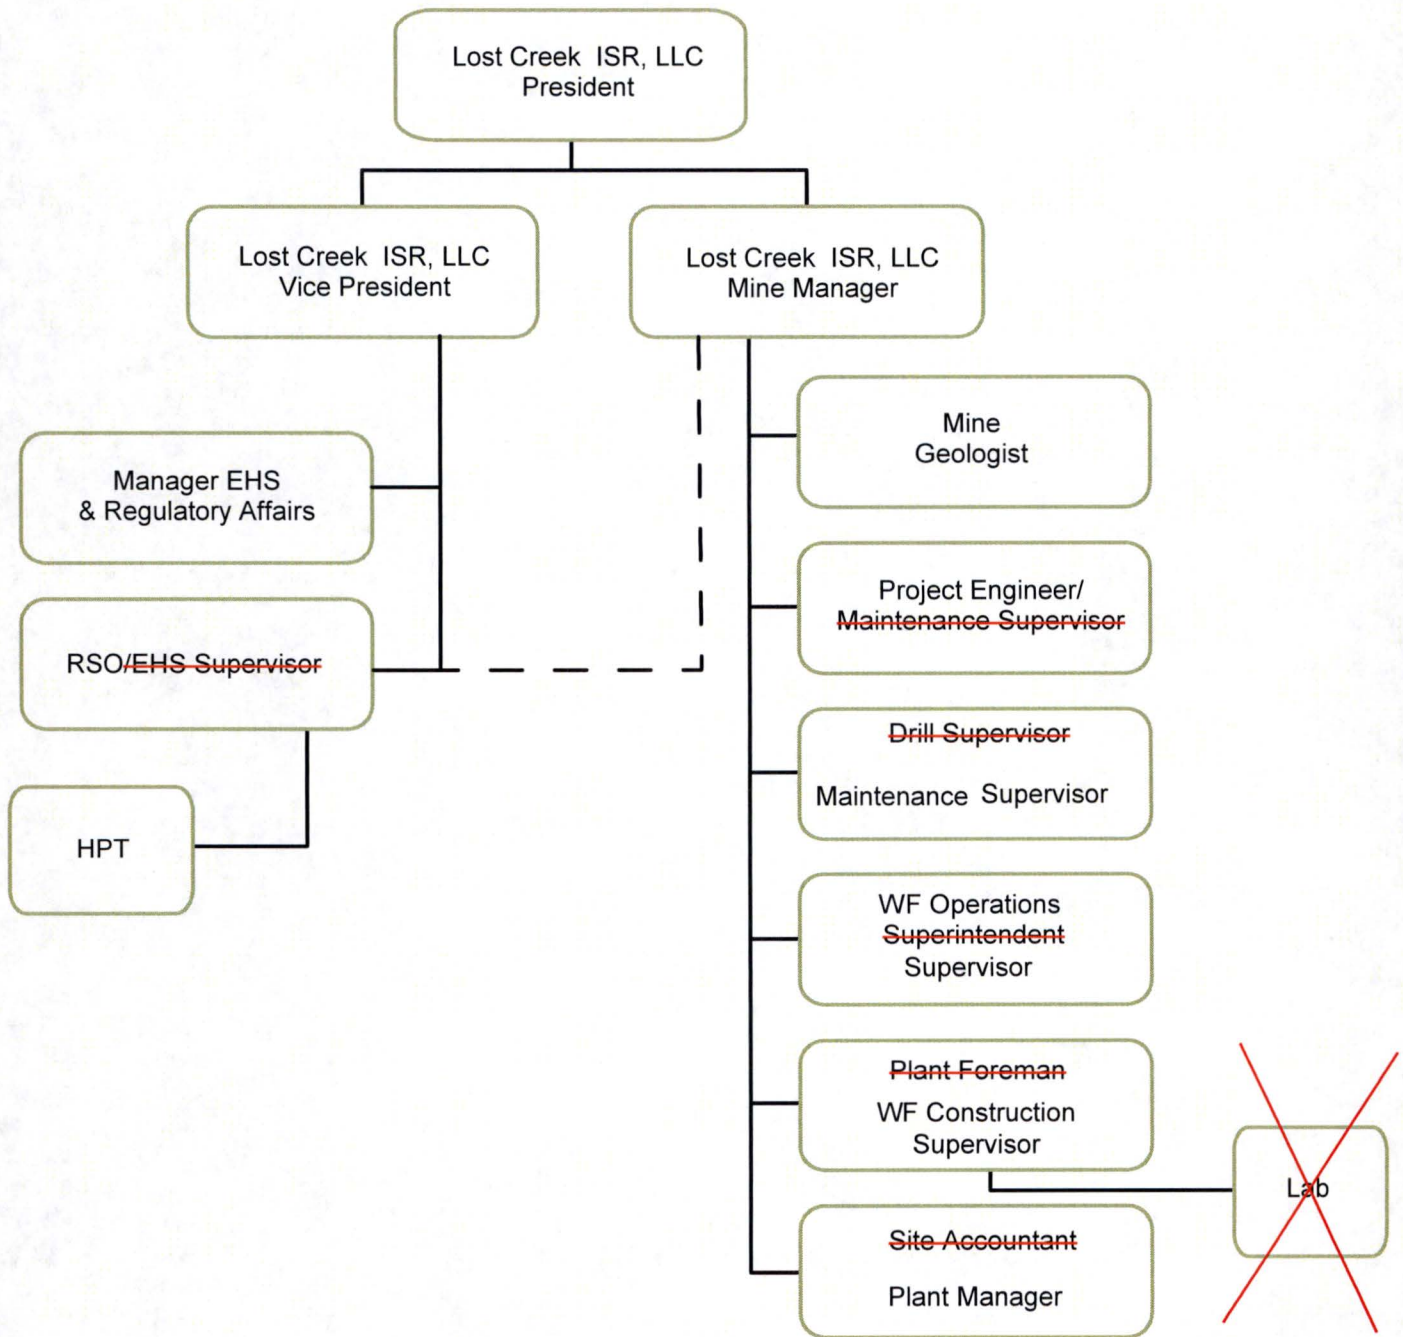 Lost Creek ISR, LLC
President
Lost Creek ISR, LLC
Vice President
Lost Creek ISR, LLC
Mine Manager
Manager EHS
& Regulatory Affairs
RSO/EHS Supervisor
HPT
Mine
Geologist
Project Engineer/
Maintenance Supervisor
Drill Supervisor
Maintenance Supervisor
WF Operations
Superintendent
Supervisor
Plant Foreman
WF Construction
Supervisor
Lab
Site Accountant
Plant Manager